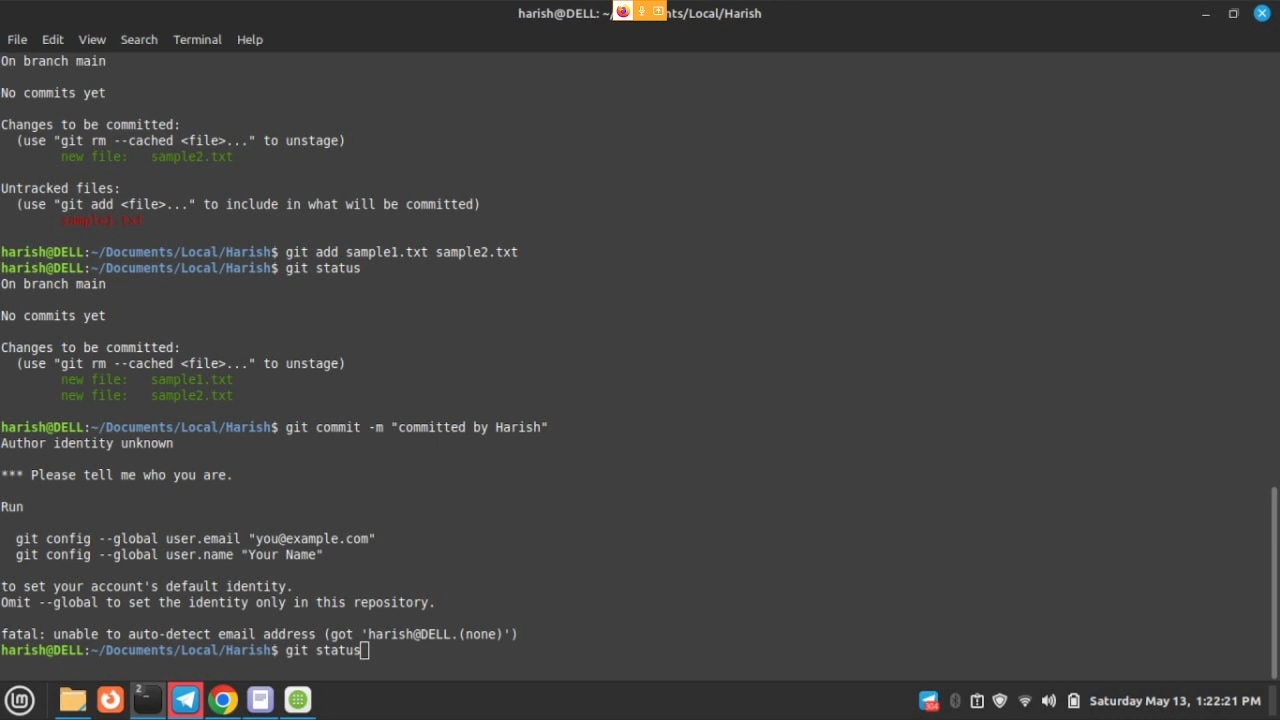 harish@DELL: ~/ nts/Local/Harish
File Edit View Search Terminal Help
On branch main
No commits yet
Changes to be committed:
(use "git rm --cached <file>..." to unstage)
new file: sample2.txt
Untracked files:
(use "git add <file>..." to include in what will be committed)
sample1.txt
harish@DELL:~/Documents/Local/Harish$ git add sample1.txt sample2.txt
harish@DELL:~/Documents/Local/Harish$ git status
On branch main
No commits yet
Changes to be committed:
(use "git rm --cached <file>..." to unstage)
new file: sample1.txt
new file: sample2.txt
harish@DELL:~/Documents/Local/Harish$ git commit -m "committed by Harish"
Author identity unknown
*** Please tell me who you are.
Run
git config --global user.email "you@example.com"
git config --global user.name "Your Name"
to set your account's default identity.
Omit --global to set the identity only in this repository.
fatal: unable to auto-detect email address (got 'harish@DELL.(none)')
harish@DELL:~/Documents/Local/Harish$ git status
2 304 Saturday May 13, 1:22:21 PM